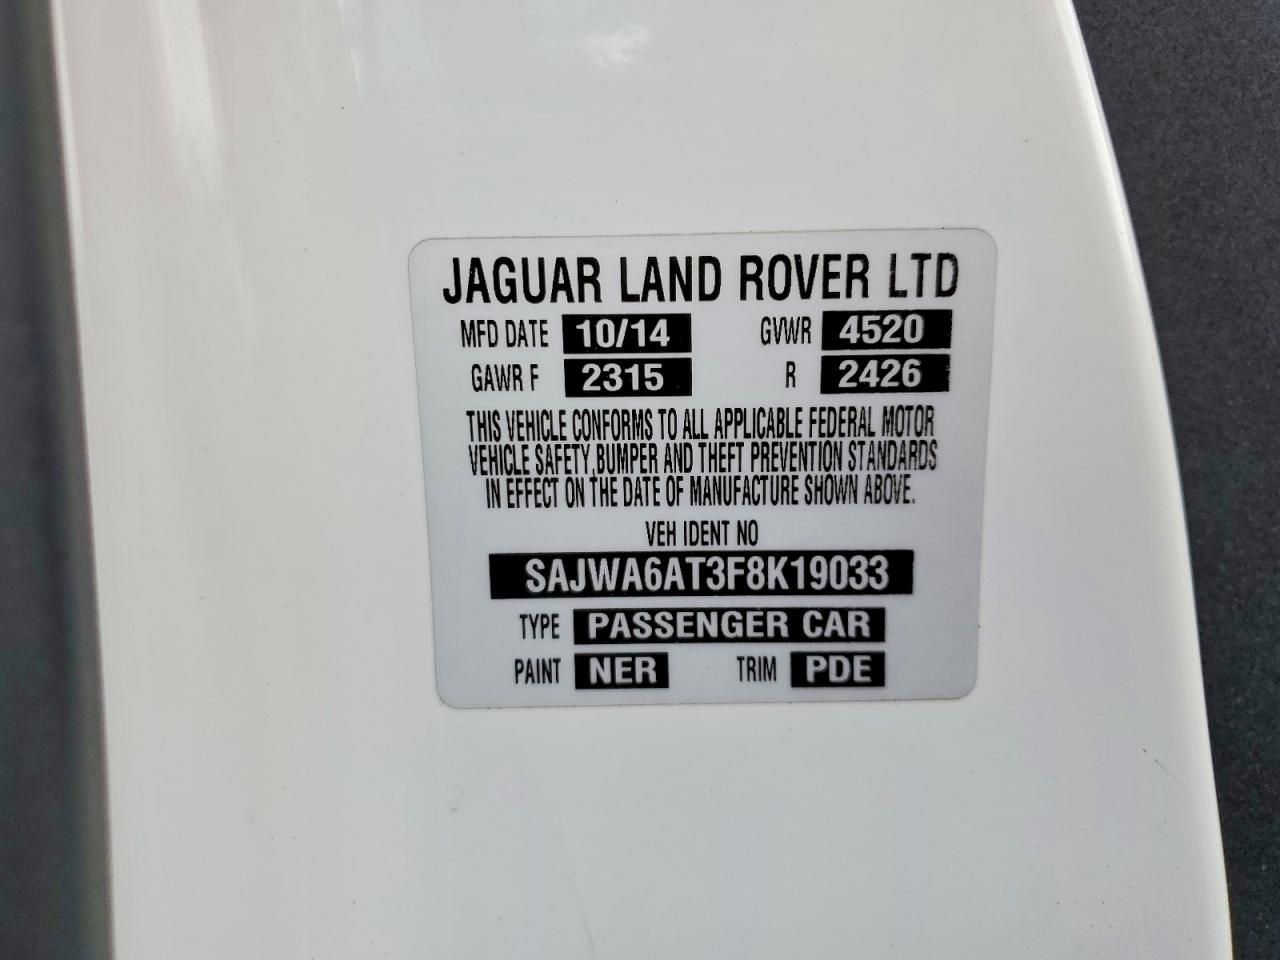 JAGUAR LAND ROVER LTD
MFD DATE 10/14 GVWR 4520
GAWR F 2315 R 2426
THIS VEHICLE CONFORMS TO ALL APPLICABLE FEDERAL MOTOR
VEHICLE SAFETY,BUMPER AND THEFT PREVENTION STANDARDS
IN EFFECT ON THE DATE OF MANUFACTURE SHOWN ABOVE.
VEH IDENT NO
SAJWA6AT3F8K19033
TYPE PASSENGER CAR
PAINT NER TRIM PDE